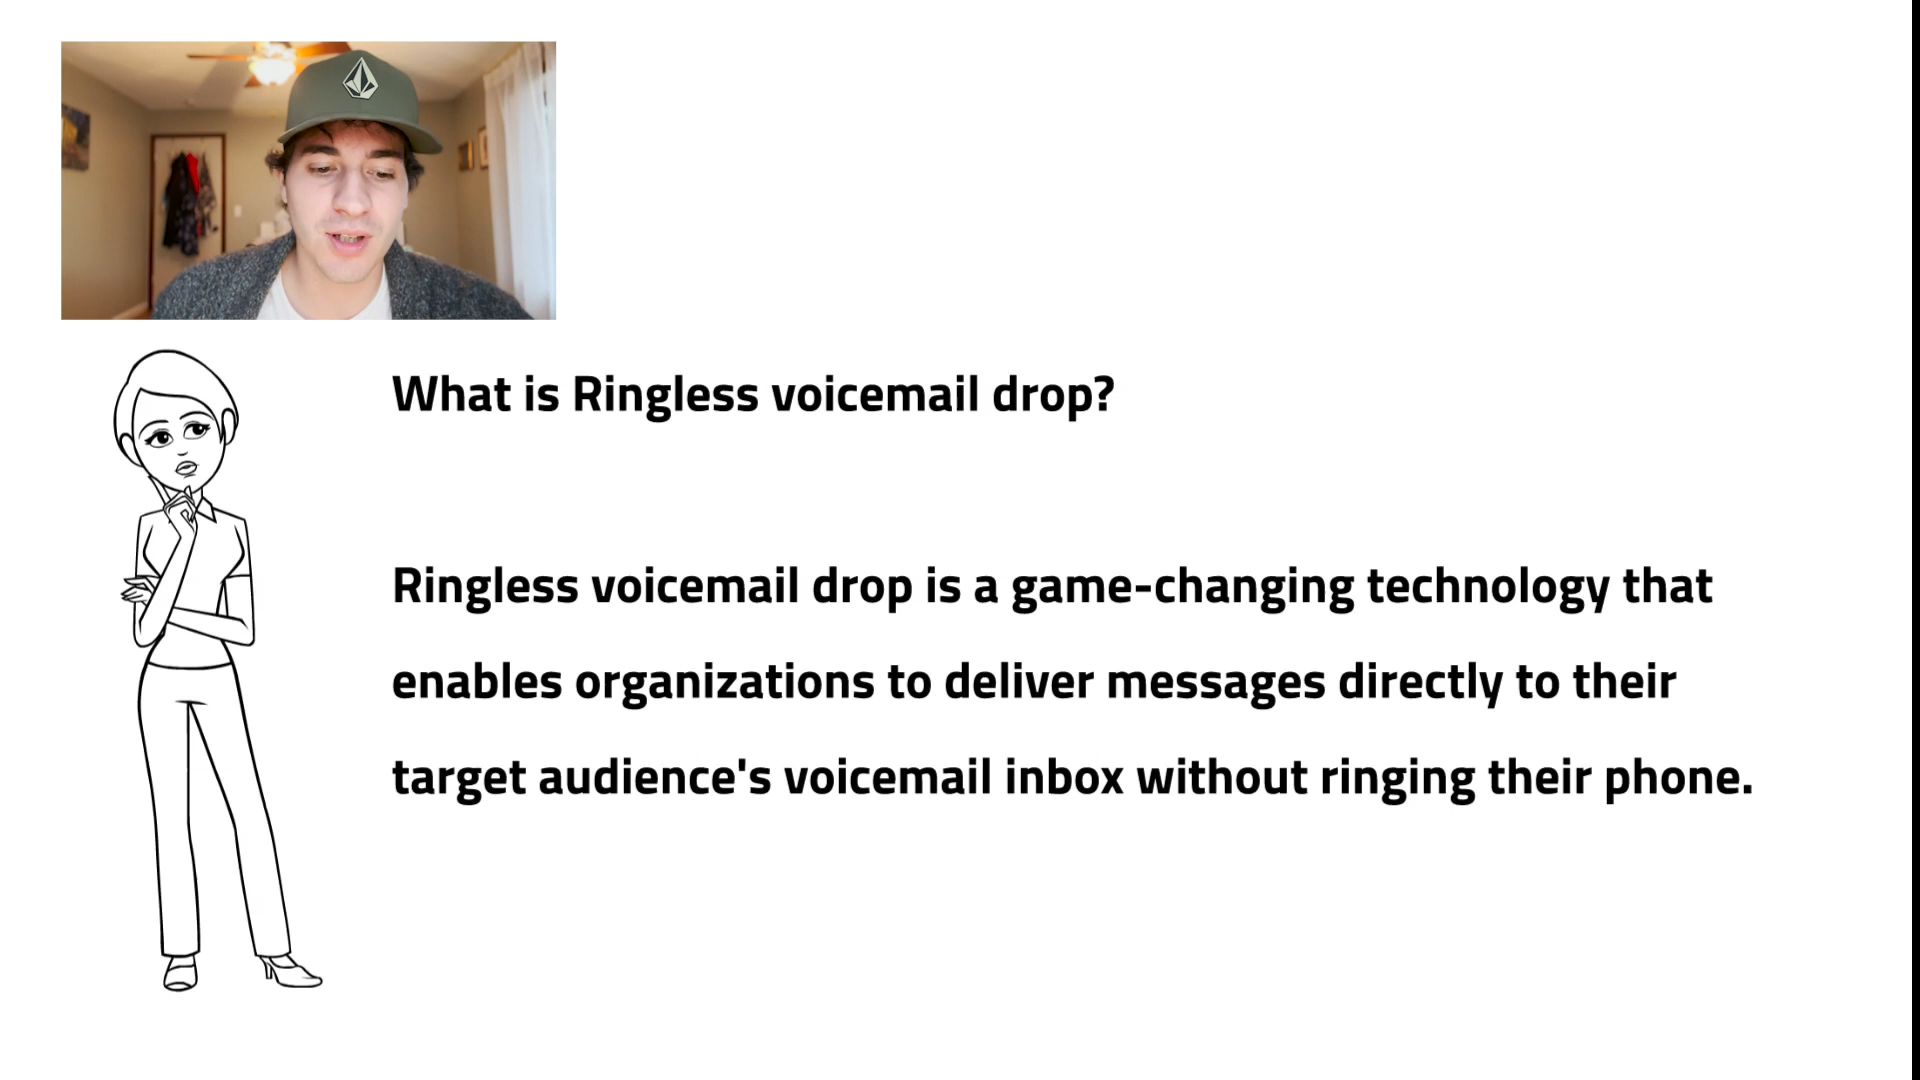 What is Ringless voicemail drop?
Ringless voicemail drop is a game-changing technology that
enables organizations to deliver messages directly to their
target audience's voicemail inbox without ringing their phone.